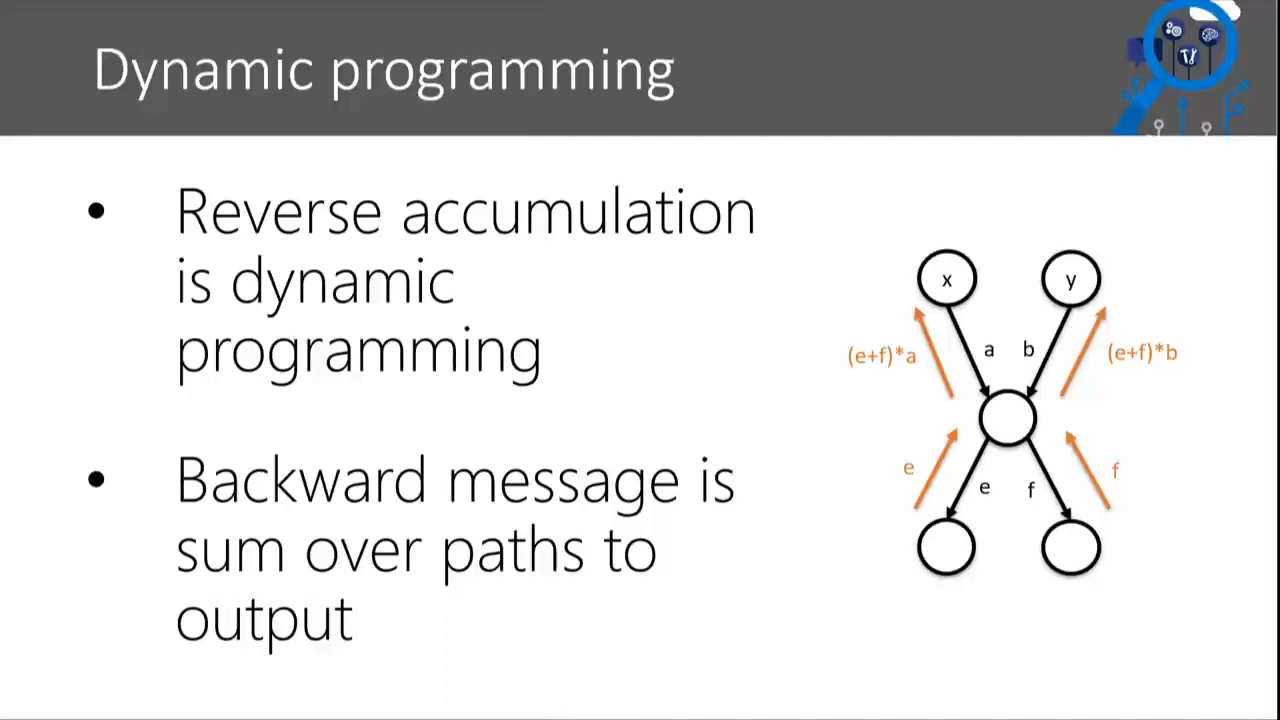 Dynamic programming
• Reverse accumulation
is dynamic
programming
• Backward message is
sum over paths to
output
x y
(e+f)*a a b (e+f)*b
e e f f